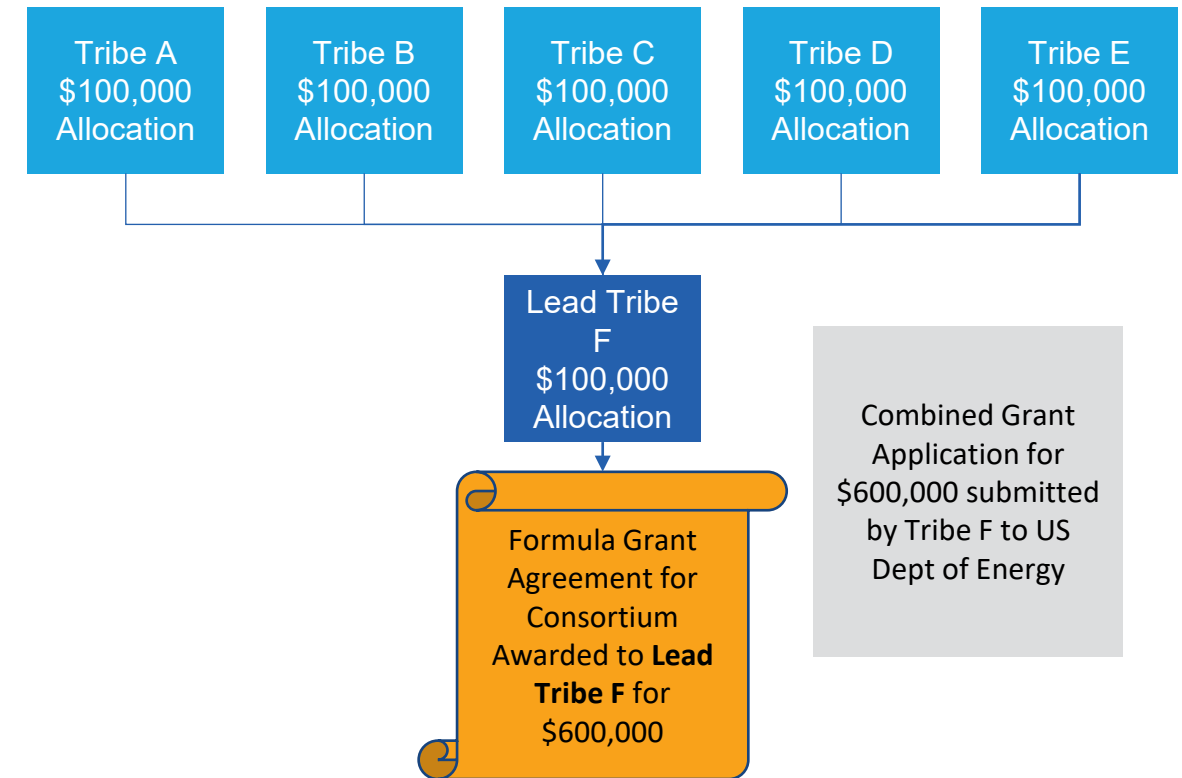 Tribe A
$100,000
Allocation
Tribe B
$100,000
Allocation
Tribe C
$100,000
Allocation
Tribe D
$100,000
Allocation
Tribe E
$100,000
Allocation
Lead Tribe
F
$100,000
Allocation
Combined Grant
Application for
$600,000 submitted
by Tribe F to US
Dept of Energy
Formula Grant
Agreement for
Consortium
Awarded to Lead
Tribe F for
$600,000